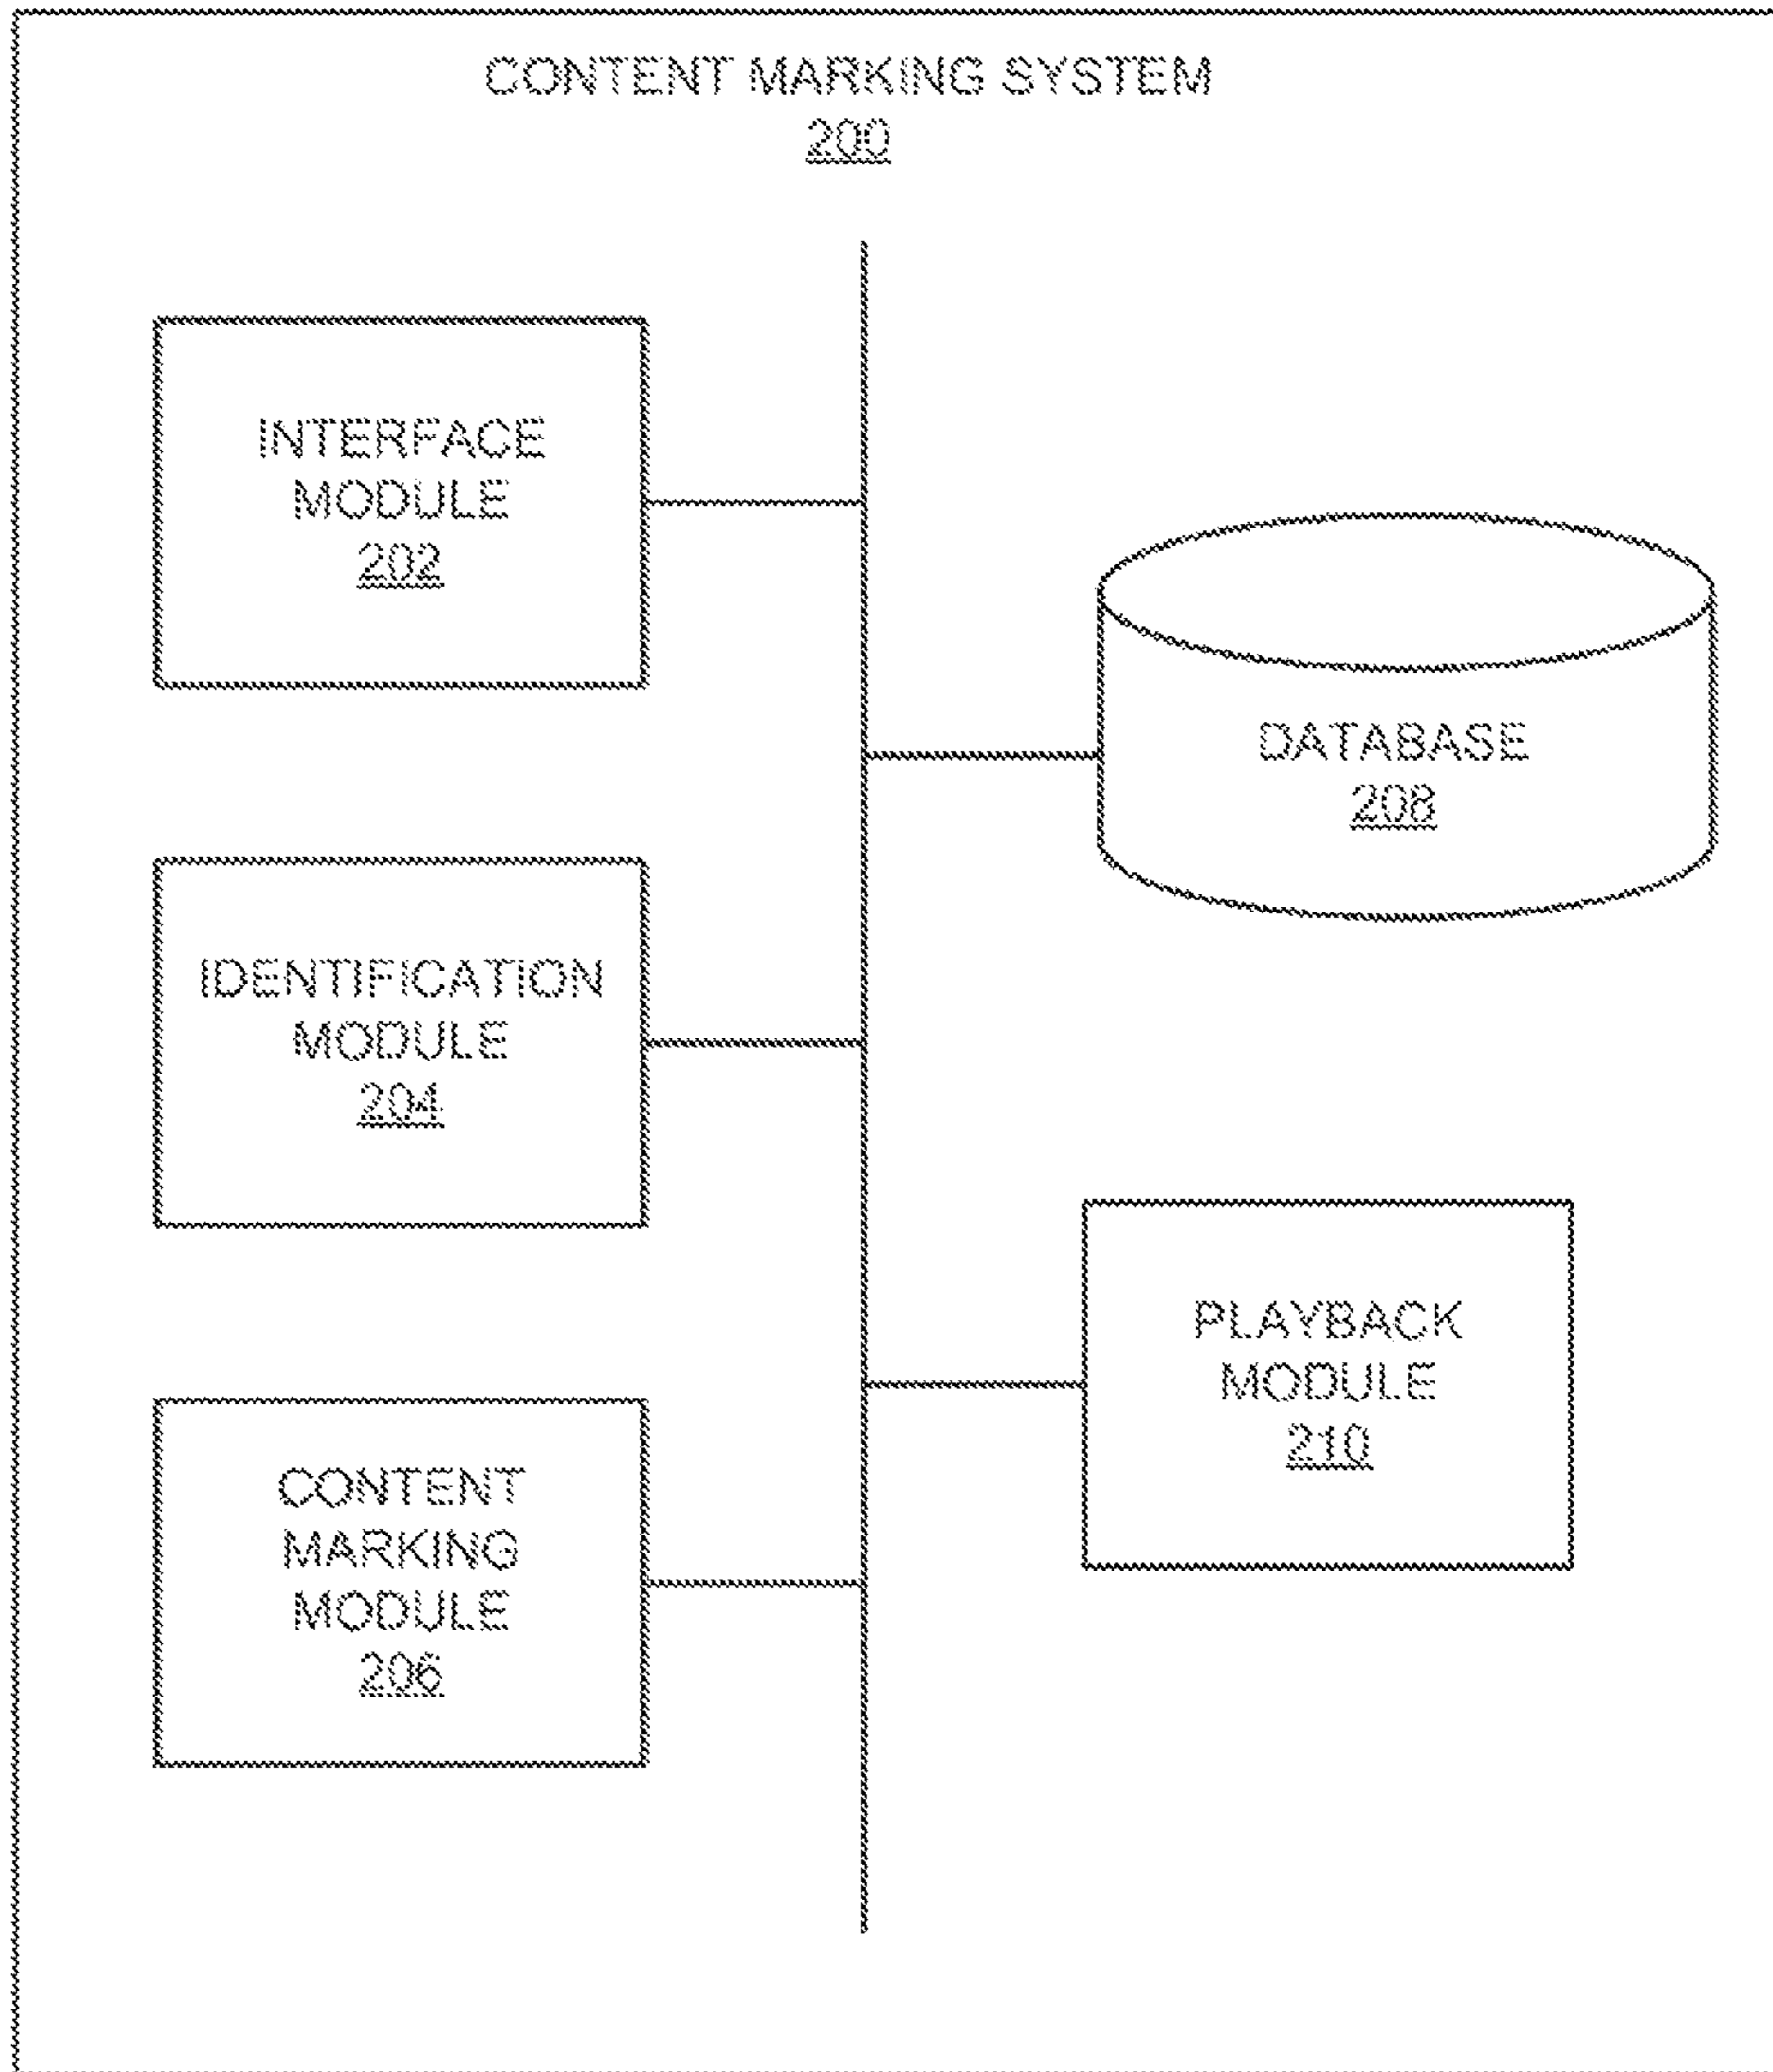 CONTENT MARKING SYSTEM
200
INTERFACE
MODULE
202
DATABASE
208
IDENTIFICATION
MODULE
204
PLAYBACK
MODULE
210
CONTENT
MARKING
MODULE
206